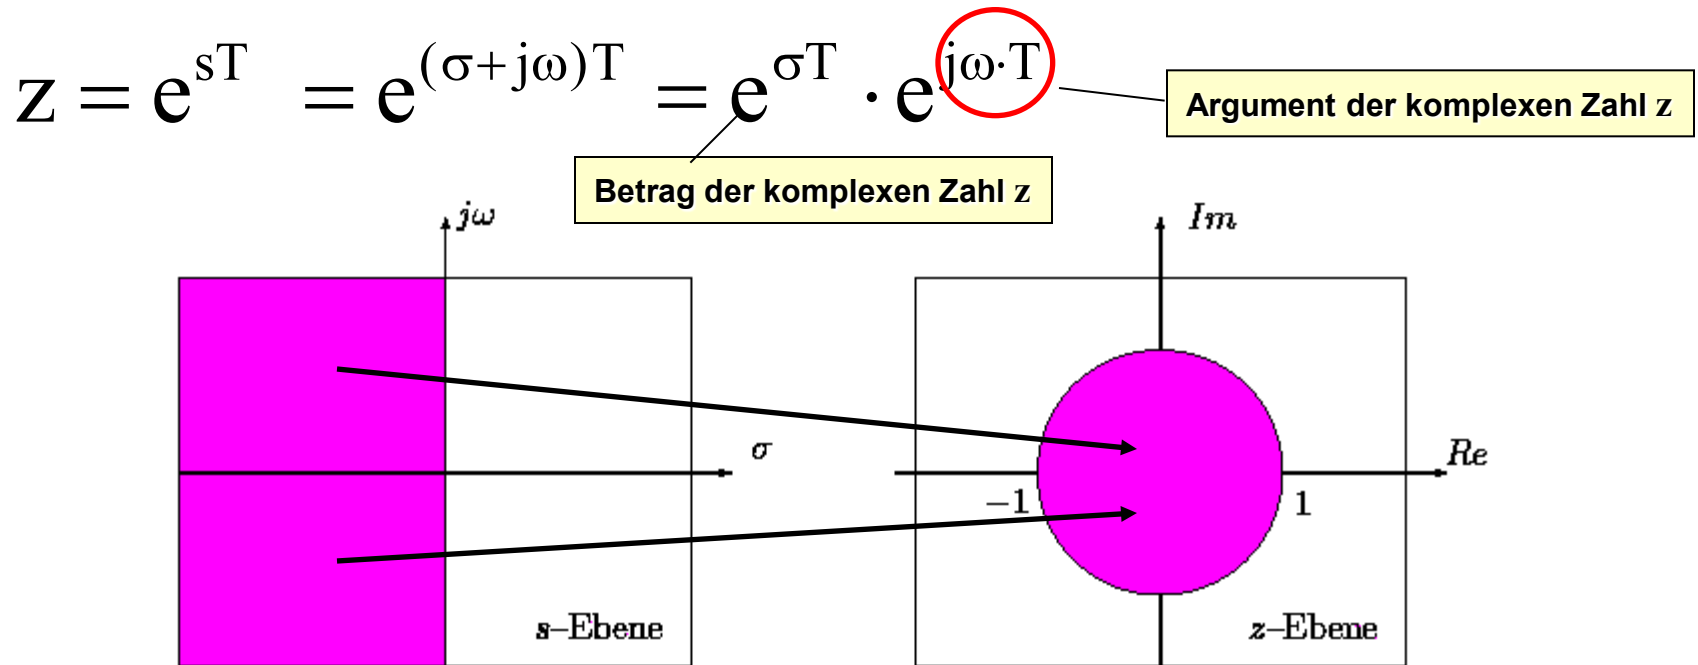 z = e^{sT} = e^{(σ+jω)T} = e^{σT} · e^{jω·T}
Argument der komplexen Zahl z
Betrag der komplexen Zahl z
jω
Im
σ
Re
−1
1
s–Ebene
z–Ebene